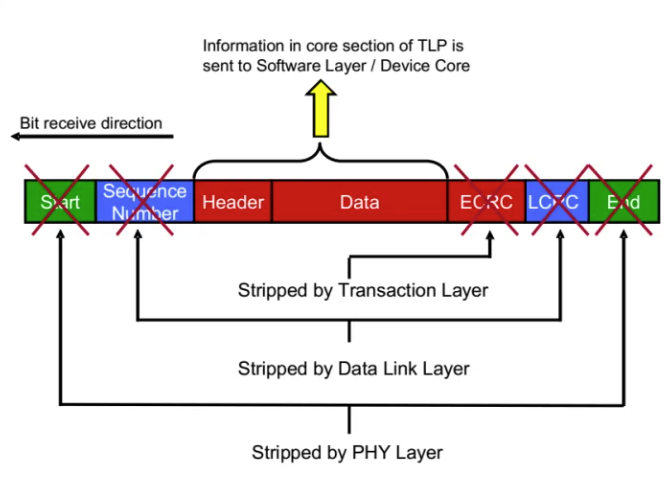 Information in core section of TLP is
sent to Software Layer / Device Core
Bit receive direction
Start
Sequence
Number
Header
Data
ECRC
LCRC
End
Stripped by Transaction Layer
Stripped by Data Link Layer
Stripped by PHY Layer